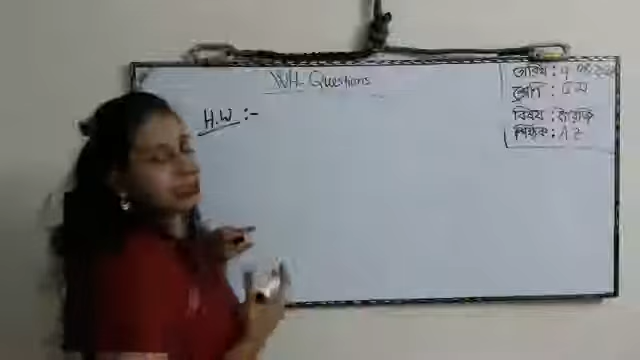 WH- Questions
H.W :-
তারিখ :
শ্রেণি :
বিষয় : ইংরেজি
শিক্ষক : A Z